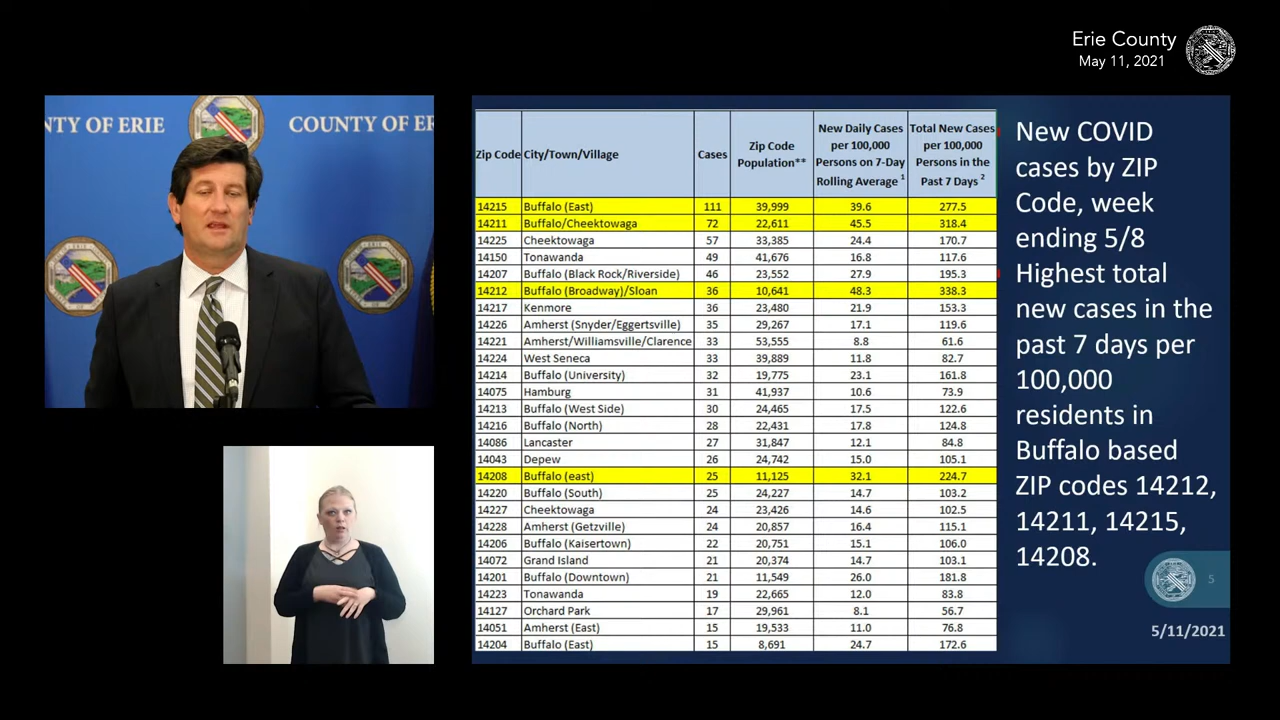 Erie County
May 11, 2021
NTY OF ERIE
COUNTY OF ER
Zip Code City/Town/Village Cases Zip Code Population** New Daily Cases per 100,000 Persons on 7-Day Rolling Average 1 Total New Cases per 100,000 Persons in the Past 7 Days 2
14215 Buffalo (East) 111 39,999 39.6 277.5
14211 Buffalo/Cheektowaga 72 22,611 45.5 318.4
14225 Cheektowaga 57 33,385 24.4 170.7
14150 Tonawanda 49 41,676 16.8 117.6
14207 Buffalo (Black Rock/Riverside) 46 23,552 27.9 195.3
14212 Buffalo (Broadway)/Sloan 36 10,641 48.3 338.3
14217 Kenmore 36 23,480 21.9 153.3
14226 Amherst (Snyder/Eggertsville) 35 29,267 17.1 119.6
14221 Amherst/Williamsville/Clarence 33 53,555 8.8 61.6
14224 West Seneca 33 39,889 11.8 82.7
14214 Buffalo (University) 32 19,775 23.1 161.8
14075 Hamburg 31 41,937 10.6 73.9
14213 Buffalo (West Side) 30 24,465 17.5 122.6
14216 Buffalo (North) 28 22,431 17.8 124.8
14086 Lancaster 27 31,847 12.1 84.8
14043 Depew 26 24,742 15.0 105.1
14208 Buffalo (east) 25 11,125 32.1 224.7
14220 Buffalo (South) 25 24,227 14.7 103.2
14227 Cheektowaga 24 23,426 14.6 102.5
14228 Amherst (Getzville) 24 20,857 16.4 115.1
14206 Buffalo (Kaisertown) 22 20,751 15.1 106.0
14072 Grand Island 21 20,374 14.7 103.1
14201 Buffalo (Downtown) 21 11,549 26.0 181.8
14223 Tonawanda 19 22,665 12.0 83.8
14127 Orchard Park 17 29,961 8.1 56.7
14051 Amherst (East) 15 19,533 11.0 76.8
14204 Buffalo (East) 15 8,691 24.7 172.6
New COVID
cases by ZIP
Code, week
ending 5/8
Highest total
new cases in the
past 7 days per
100,000
residents in
Buffalo based
ZIP codes 14212,
14211, 14215,
14208.
5
5/11/2021